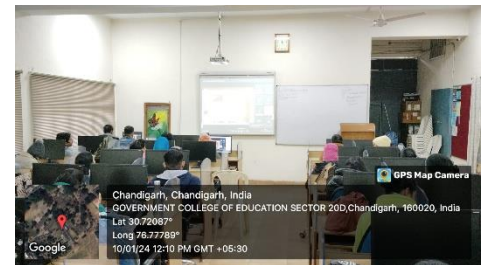 GPS Map Camera
Chandigarh, Chandigarh, India
GOVERNMENT COLLEGE OF EDUCATION SECTOR 20D,Chandigarh, 160020, India
Lat 30.72087°
Long 76.77789°
10/01/24 12:10 PM GMT +05:30
Google